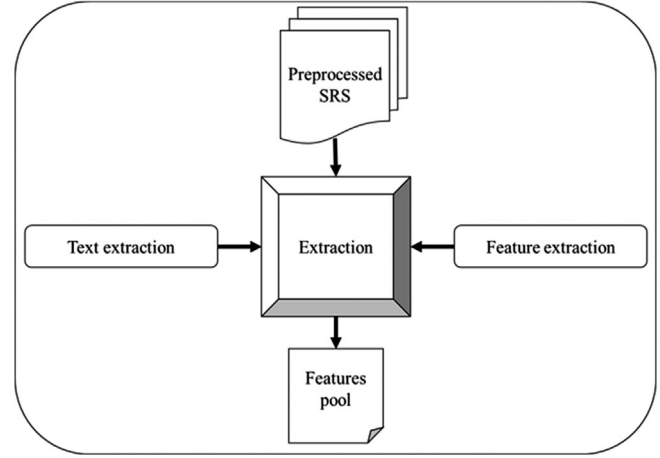 Preprocessed
SRS
Text extraction
Extraction
Feature extraction
Features
pool